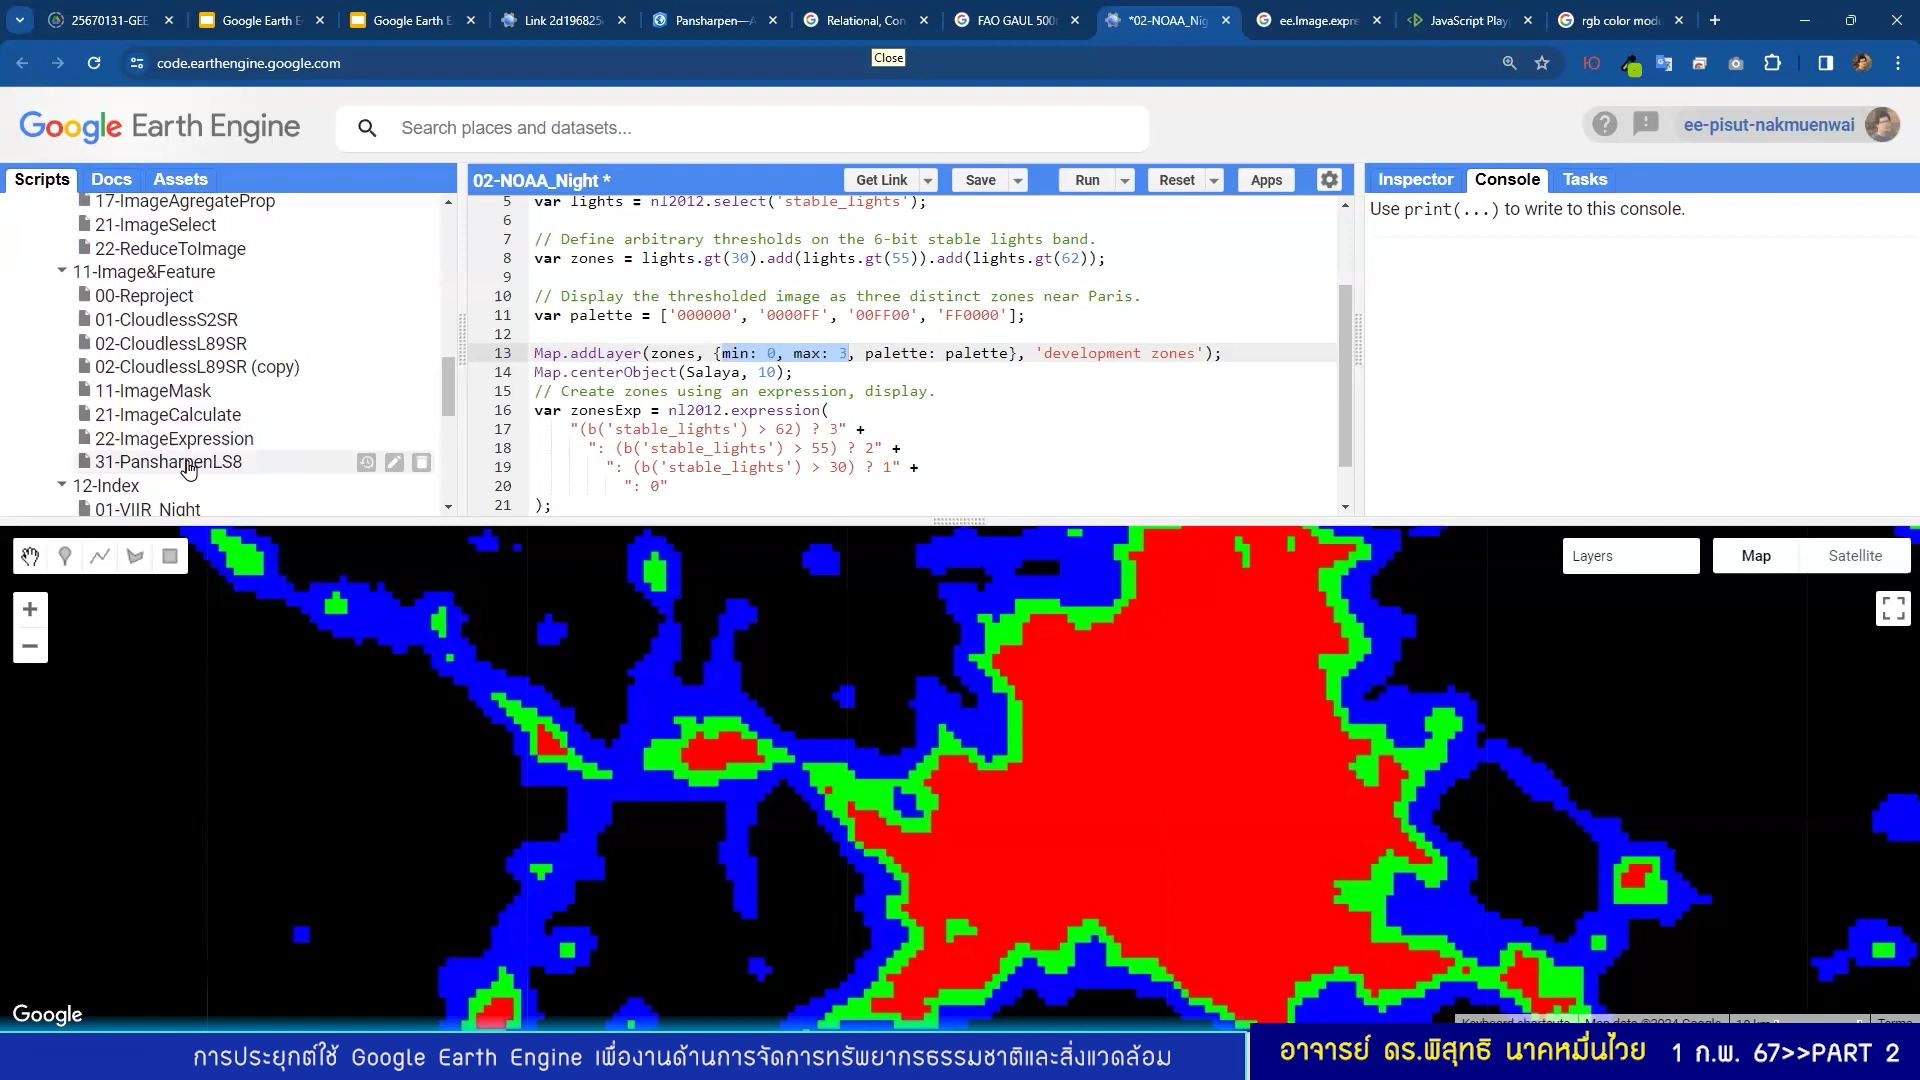 25671031-GEE
Google Earth E
Google Earth E
Link 2d196825
Pansharpen—A
Relational, Con
FAO GAUL 500
*02-NOAA_Nig
ee.Image.expre
JavaScript Play
rgb color mode
code.earthengine.google.com
Close
Google Earth Engine
Search places and datasets...
ee-pisut-nakmuenwai
Scripts
Docs
Assets
17-ImageAgregateProp
21-ImageSelect
22-ReduceToImage
11-Image&Feature
00-Reproject
01-CloudlessS2SR
02-CloudlessL89SR
02-CloudlessL89SR (copy)
11-ImageMask
21-ImageCalculate
22-ImageExpression
31-PansharpenLS8
12-Index
01-VIIR_Night
02-NOAA_Night *
Get Link
Save
Run
Reset
Apps
5 var lights = nl2012.select('stable_lights');
6
7 // Define arbitrary thresholds on the 6-bit stable lights band.
8 var zones = lights.gt(30).add(lights.gt(55)).add(lights.gt(62));
9
10 // Display the thresholded image as three distinct zones near Paris.
11 var palette = ['000000', '0000FF', '00FF00', 'FF0000'];
12
13 Map.addLayer(zones, {min: 0, max: 3, palette: palette}, 'development zones');
14 Map.centerObject(Salaya, 10);
15 // Create zones using an expression, display.
16 var zonesExp = nl2012.expression(
17 "(b('stable_lights') > 62) ? 3" +
18 ": (b('stable_lights') > 55) ? 2" +
19 ": (b('stable_lights') > 30) ? 1" +
20 ": 0"
21 );
Inspector
Console
Tasks
Use print(...) to write to this console.
Layers
Map
Satellite
Google
การประยุกต์ใช้ Google Earth Engine เพื่องานด้านการจัดการทรัพยากรธรรมชาติและสิ่งแวดล้อม
อาจารย์ ดร.พิสุทธิ นาคหมื่นไวย 1 ก.พ. 67>>PART 2